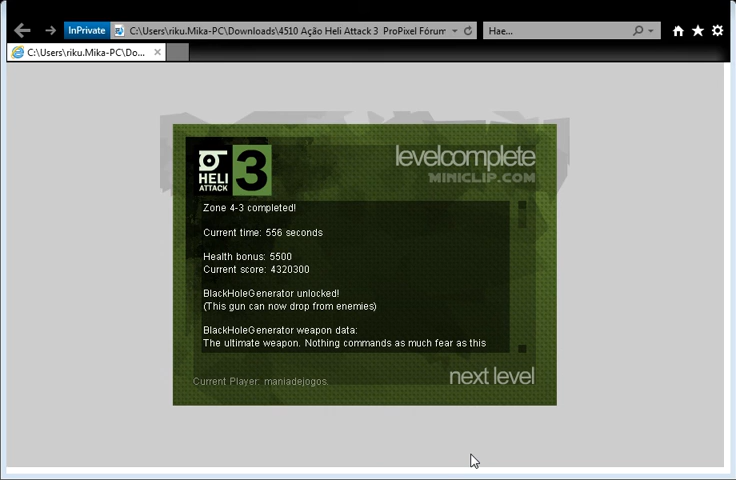 InPrivate
C:\Users\riku.Mika-PC\Downloads\4510 Ação Heli Attack 3 ProPixel Fórum
Hae...
C:\Users\riku.Mika-PC\Do...
HELI ATTACK 3
levelcomplete
MINICLIP.COM
Zone 4-3 completed!
Current time: 556 seconds
Health bonus: 5500
Current score: 4320300
BlackHoleGenerator unlocked!
(This gun can now drop from enemies)
BlackHoleGenerator weapon data:
The ultimate weapon. Nothing commands as much fear as this
Current Player: maniadejogos.
next level